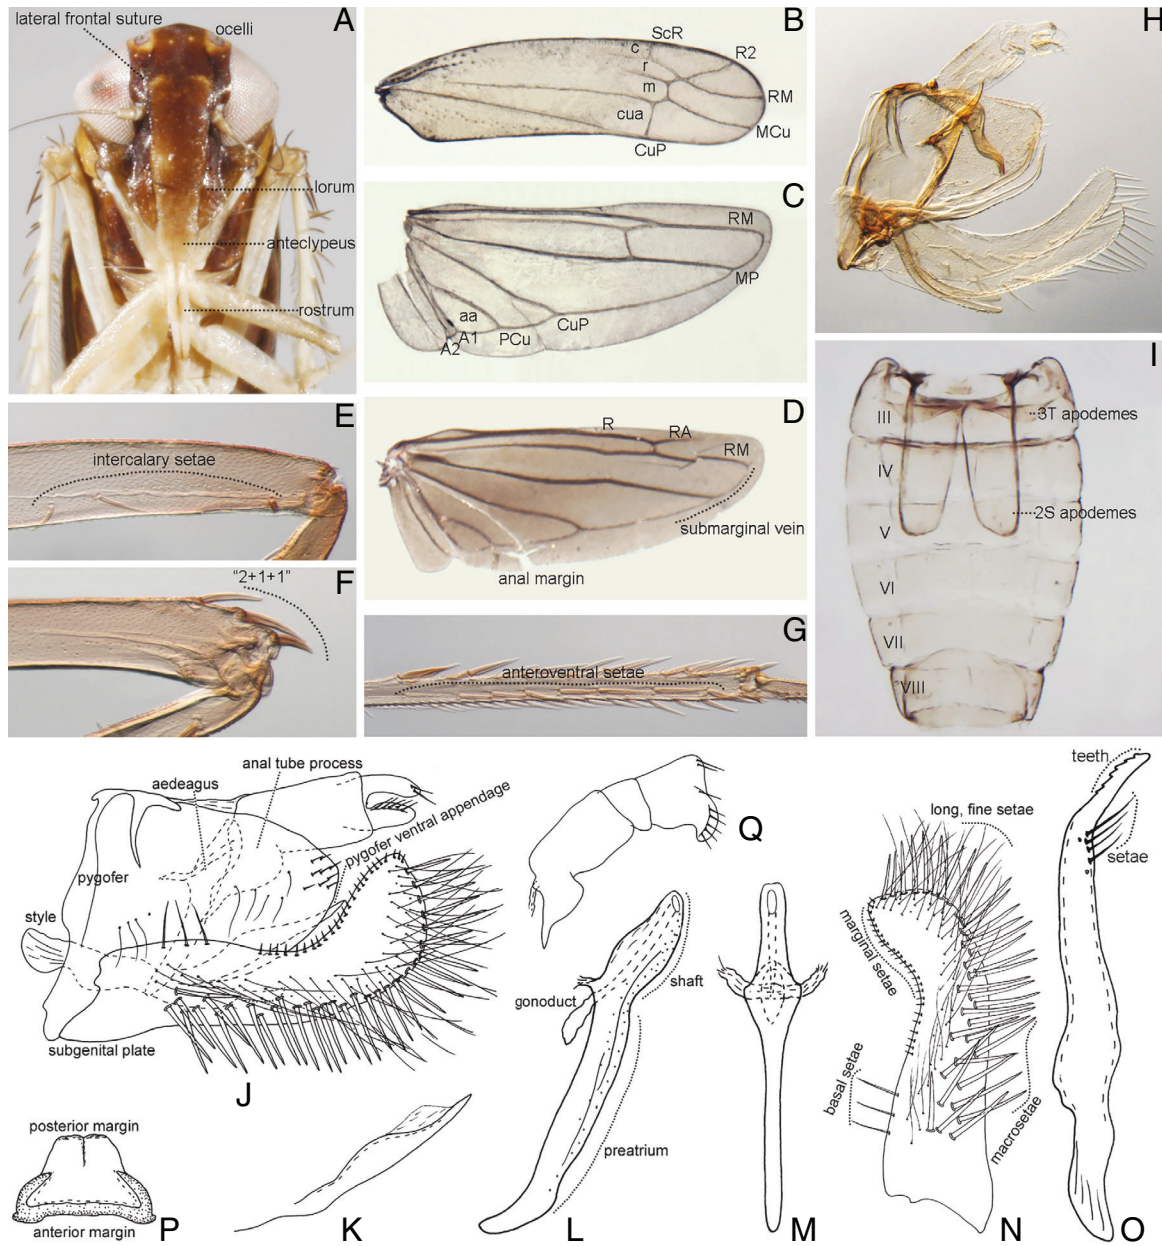 A
lateral frontal suture
ocelli
lorum
anteclypeus
rostrum
B
ScR
c
R2
r
m
RM
cua
MCu
CuP
C
RM
MP
aa
CuP
A1
PCu
A2
D
R
RA
RM
submarginal vein
anal margin
E
intercalary setae
F
"2+1+1"
G
anteroventral setae
H
I
III
3T apodemes
IV
2S apodemes
V
VI
VII
VIII
anal tube process
aedeagus
pygofer ventral appendage
pygofer
style
subgenital plate
J
posterior margin
anterior margin
P
K
Q
gonoduct
shaft
preatrium
L
M
long, fine setae
marginal setae
basal setae
macrosetae
N
teeth
setae
O